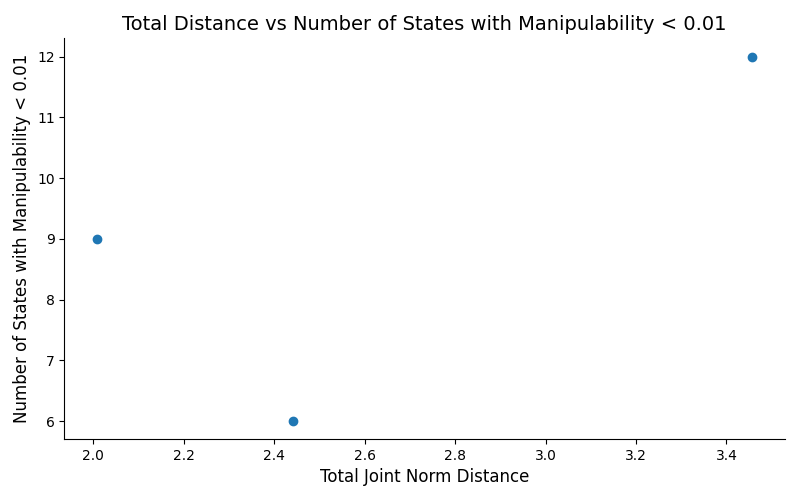 Total Distance vs Number of States with Manipulability < 0.01
Number of States with Manipulability < 0.01
12
11
10
9
8
7
6
2.0 2.2 2.4 2.6 2.8 3.0 3.2 3.4
Total Joint Norm Distance